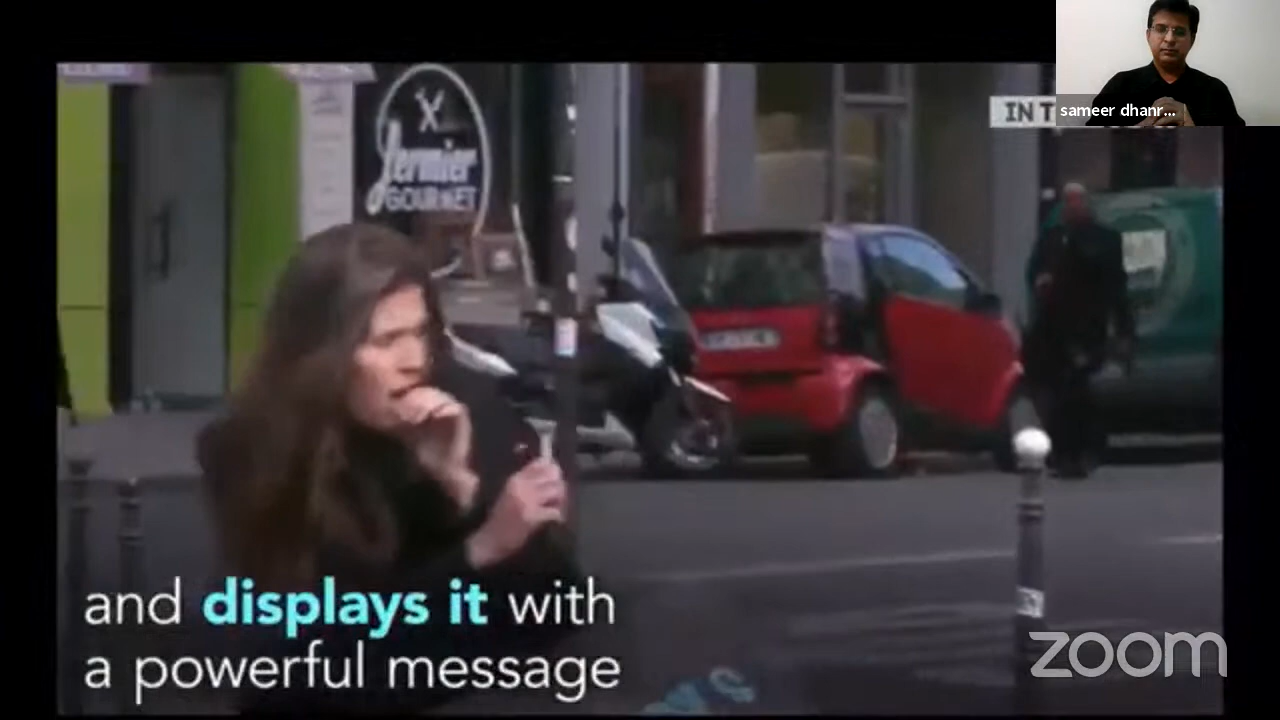 fermier
GOURMET
IN T
sameer dhanr...
and displays it with
a powerful message
zoom